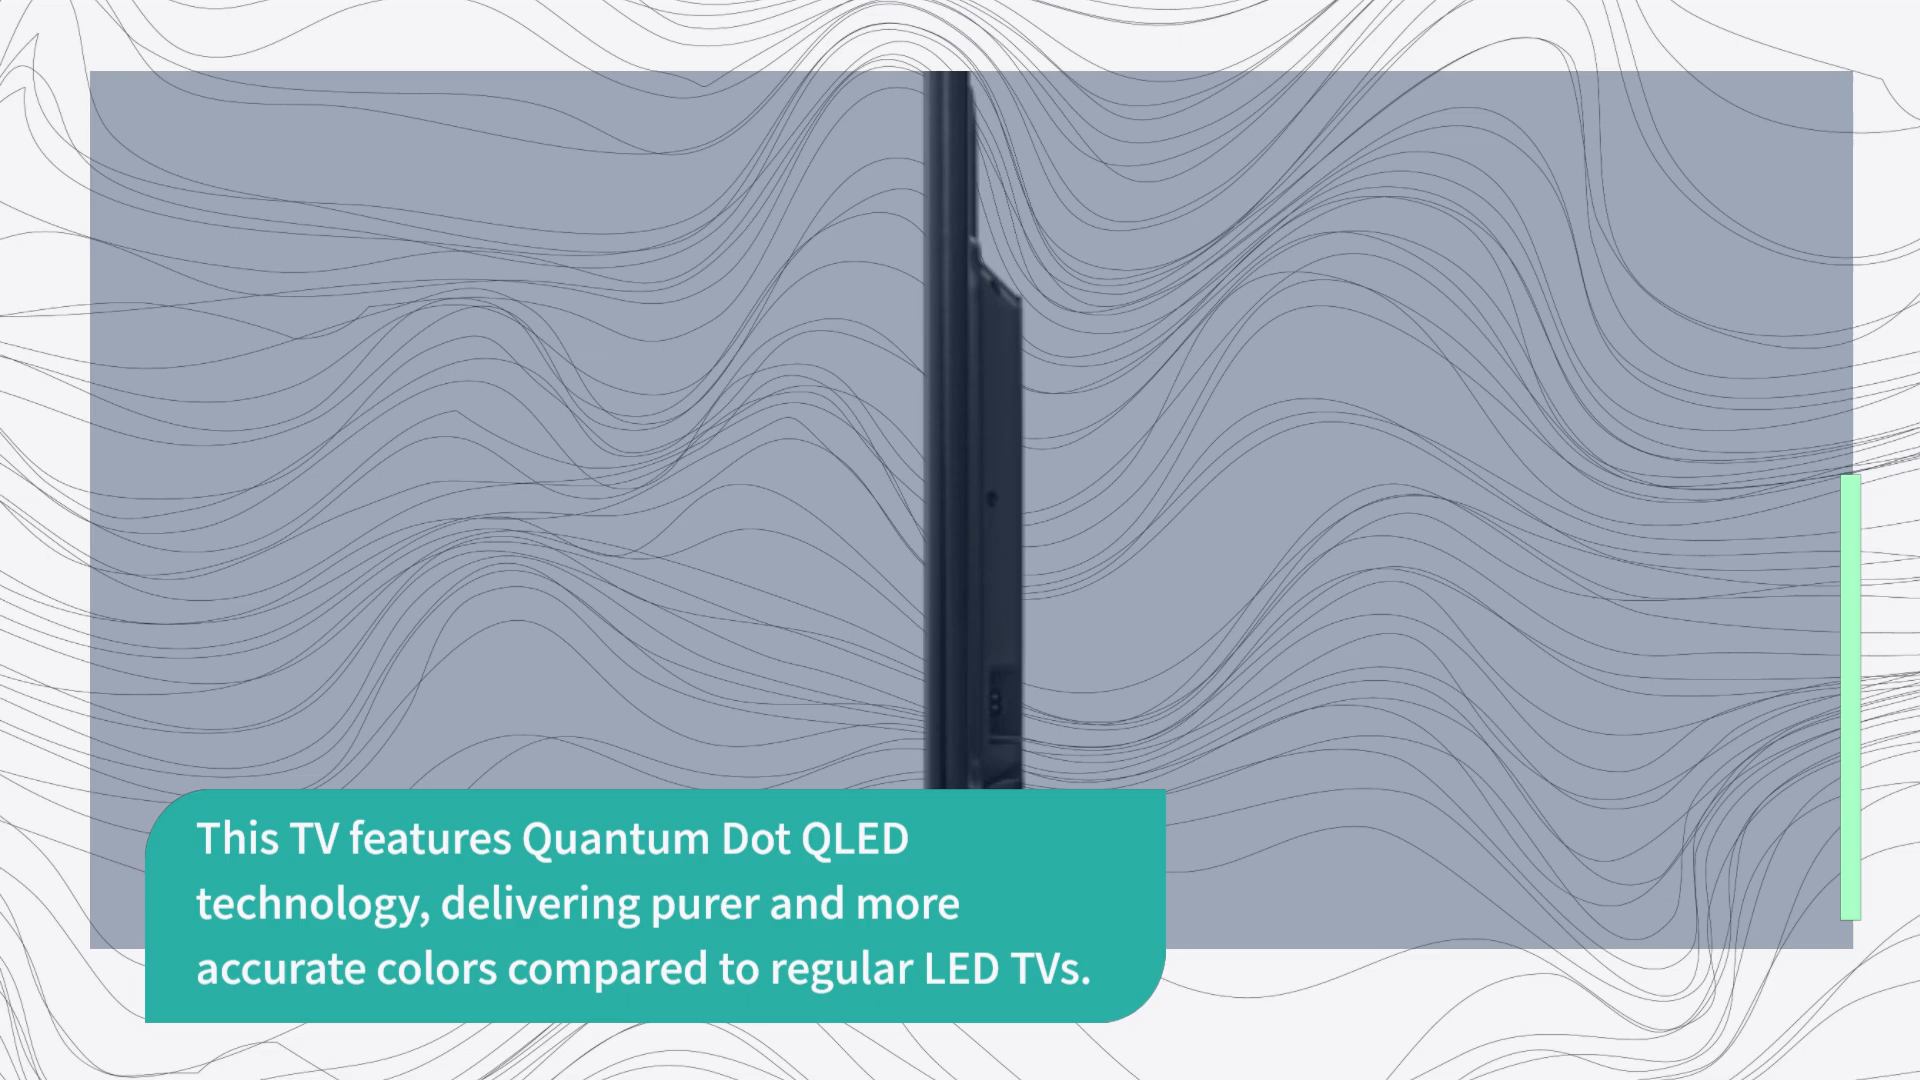 This TV features Quantum Dot QLED
technology, delivering purer and more
accurate colors compared to regular LED TVs.